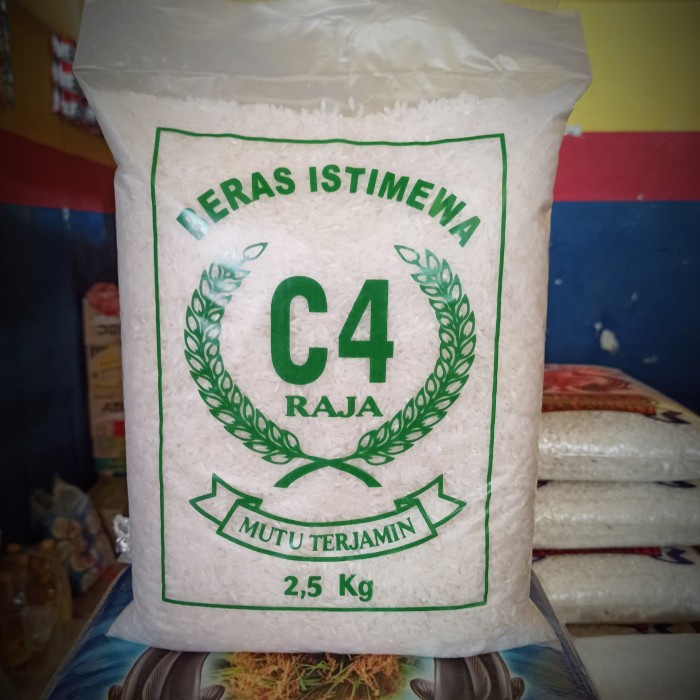 BERAS ISTIMEWA
C4
RAJA
MUTU TERJAMIN
2,5 Kg